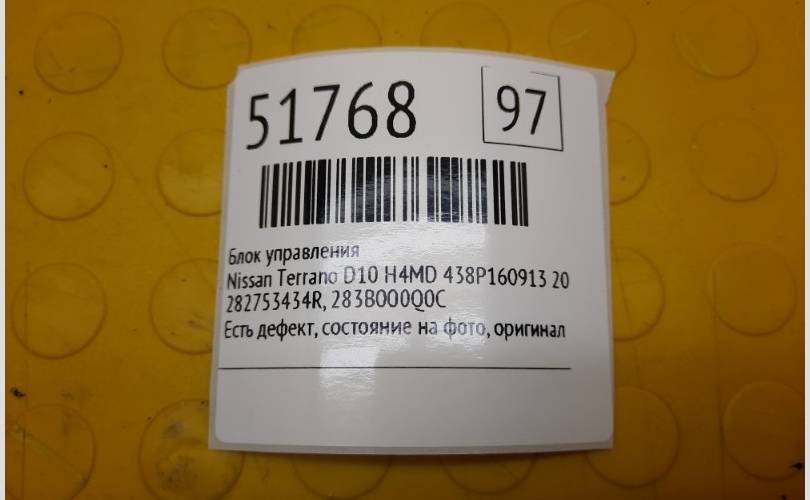 51768 97
Блок управления
Nissan Terrano D10 H4MD 438P160913 20
282753434R, 283B000Q0C
Есть дефект, состояние на фото, оригинал